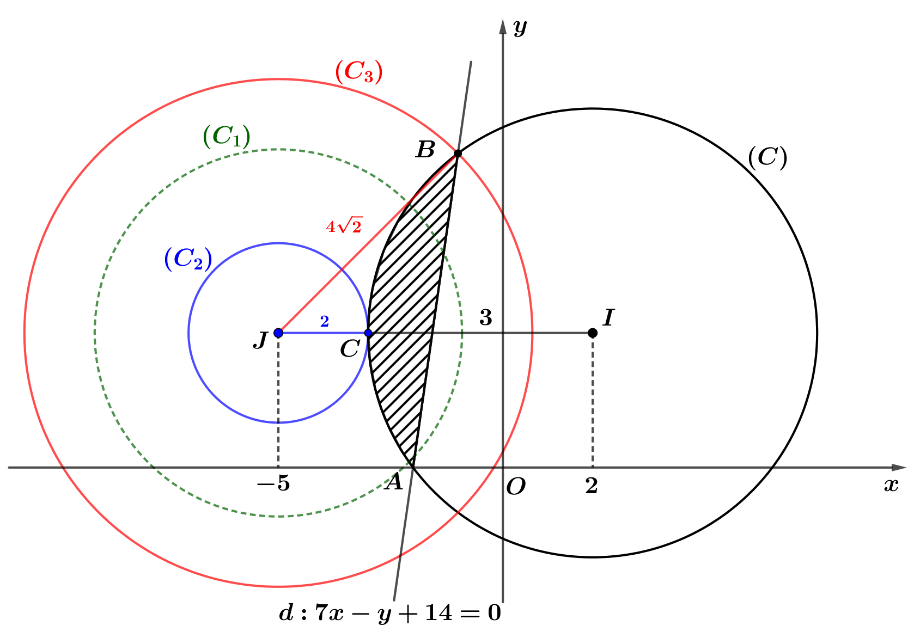 y
(C₃)
(C₁)
(C)
B
4√2
(C₂)
2
3
I
J
C
−5
A
O
2
x
d : 7x − y + 14 = 0